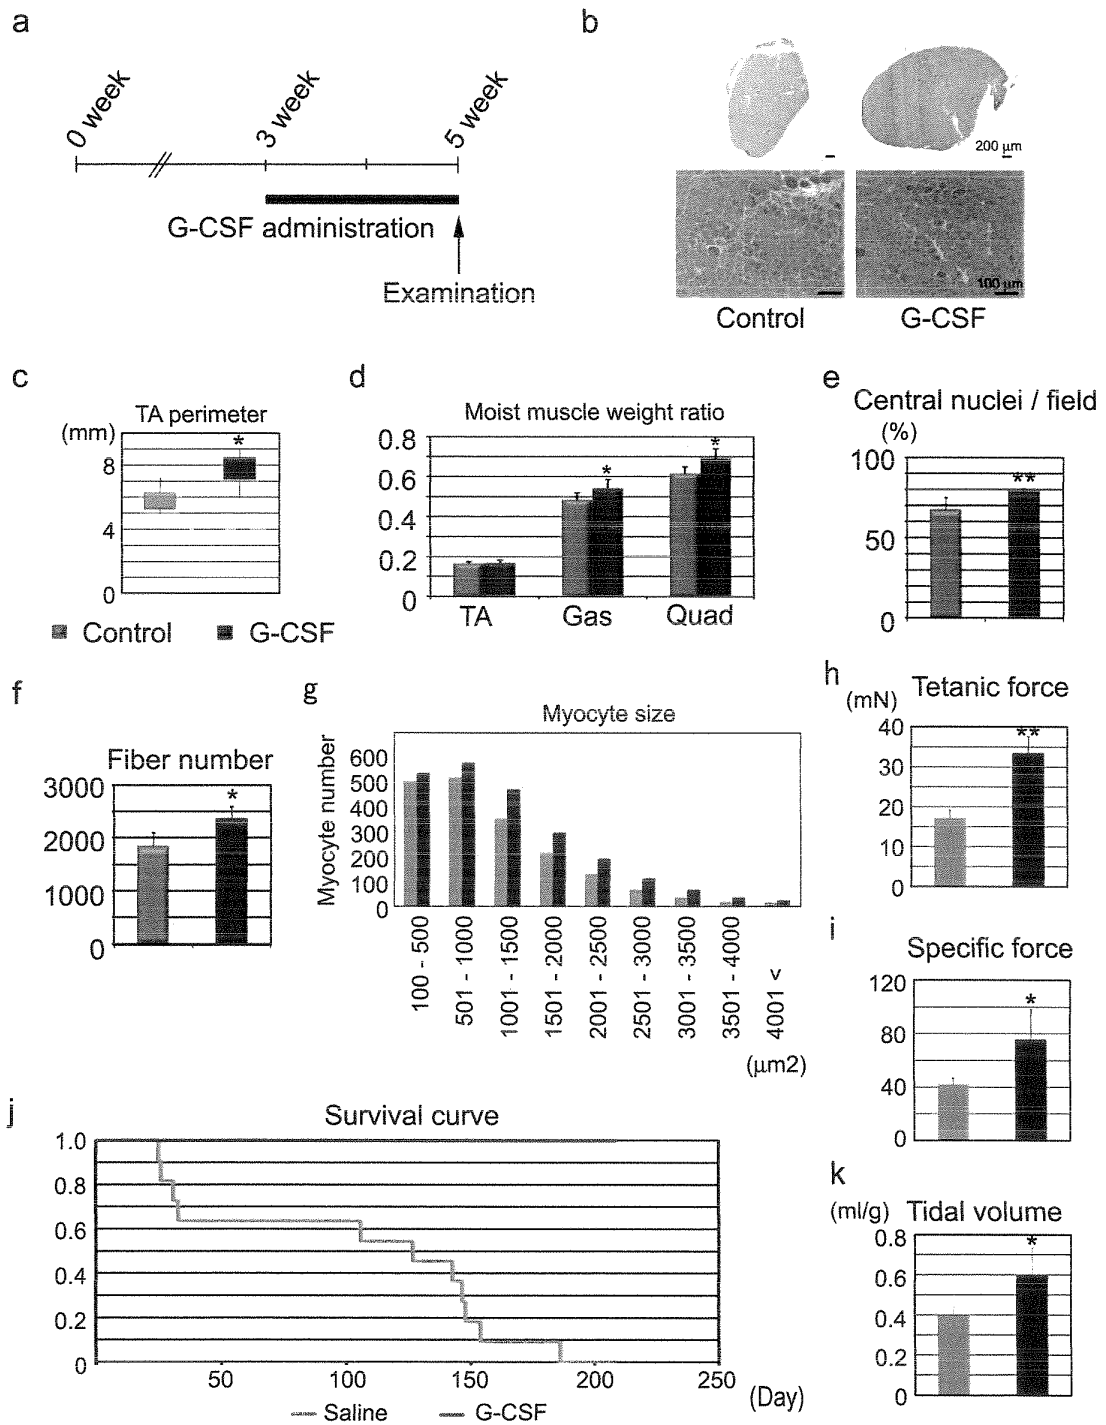 a
0 week
3 week
5 week
G-CSF administration
Examination
b
200 μm
100 μm
Control
G-CSF
c
TA perimeter
(mm)
*
8
4
0
Control
G-CSF
d
Moist muscle weight ratio
0.8
0.6
0.4
0.2
0
*
*
TA
Gas
Quad
e
Central nuclei / field
(%)
100
50
0
**
f
Fiber number
3000
2000
1000
0
*
g
Myocyte size
Myocyte number
600
500
400
300
200
100
0
100 - 500
501 - 1000
1001 - 1500
1501 - 2000
2001 - 2500
2501 - 3000
3001 - 3500
3501 - 4000
4001 <
(μm2)
h
Tetanic force
(mN)
40
30
20
10
0
**
i
Specific force
120
80
40
0
*
j
Survival curve
1.0
0.8
0.6
0.4
0.2
0
50
100
150
200
250
(Day)
Saline
G-CSF
k
(ml/g)
Tidal volume
0.8
0.6
0.4
0.2
0
*